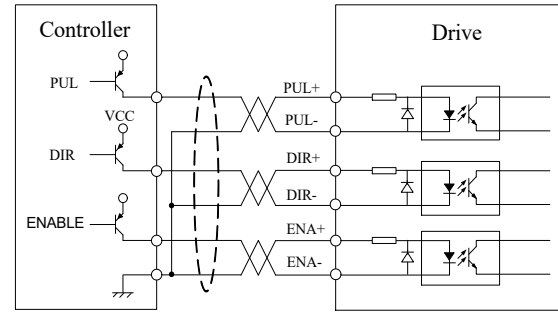 Controller
Drive
PUL
VCC
DIR
ENABLE
PUL+
PUL-
DIR+
DIR-
ENA+
ENA-